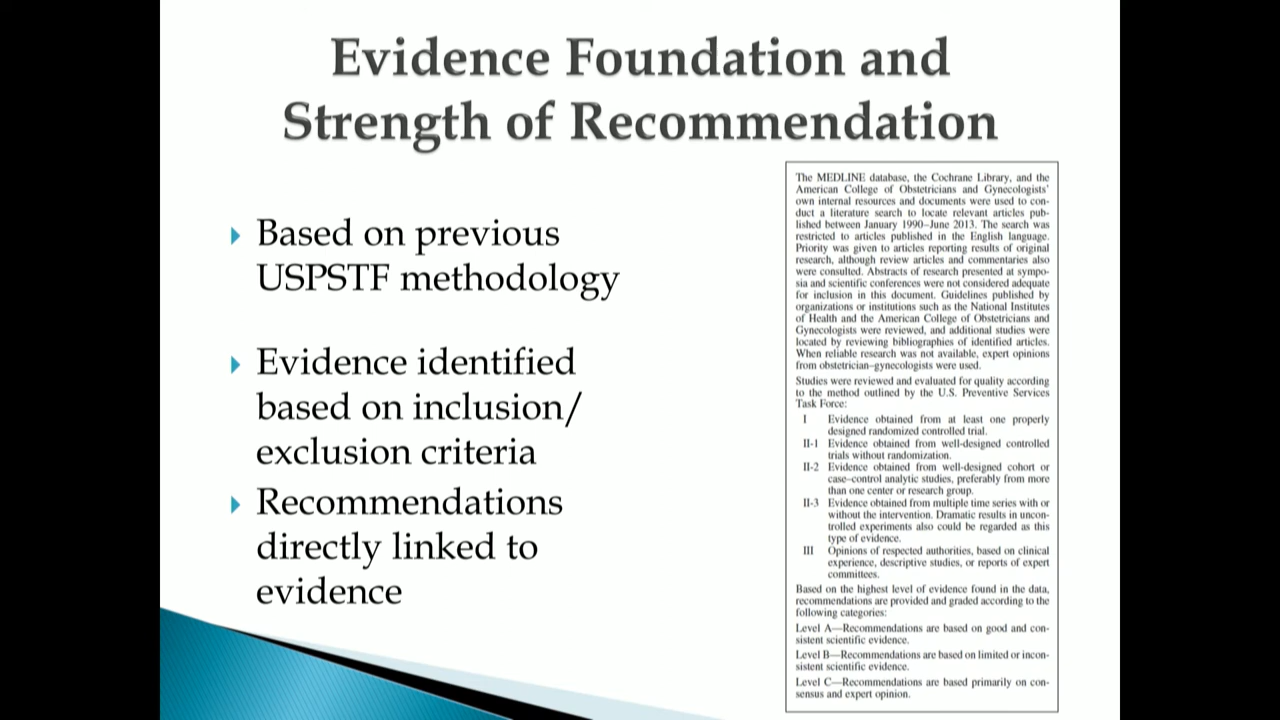 Evidence Foundation and
Strength of Recommendation
Based on previous
USPSTF methodology
Evidence identified
based on inclusion/
exclusion criteria
Recommendations
directly linked to
evidence
The MEDLINE database, the Cochrane Library, and the
American College of Obstetricians and Gynecologists'
own internal resources and documents were used to con-
duct a literature search to locate relevant articles pub-
lished between January 1990–June 2013. The search was
restricted to articles published in the English language.
Priority was given to articles reporting results of original
research, although review articles and commentaries also
were consulted. Abstracts of research presented at sympo-
sia and scientific conferences were not considered adequate
for inclusion in this document. Guidelines published by
organizations or institutions such as the National Institutes
of Health and the American College of Obstetricians and
Gynecologists were reviewed, and additional studies were
located by reviewing bibliographies of identified articles.
When reliable research was not available, expert opinions
from obstetrician–gynecologists were used.
Studies were reviewed and evaluated for quality according
to the method outlined by the U.S. Preventive Services
Task Force:
I Evidence obtained from at least one properly
designed randomized controlled trial.
II-1 Evidence obtained from well-designed controlled
trials without randomization.
II-2 Evidence obtained from well-designed cohort or
case–control analytic studies, preferably from more
than one center or research group.
II-3 Evidence obtained from multiple time series with or
without the intervention. Dramatic results in uncon-
trolled experiments also could be regarded as this
type of evidence.
III Opinions of respected authorities, based on clinical
experience, descriptive studies, or reports of expert
committees.
Based on the highest level of evidence found in the data,
recommendations are provided and graded according to the
following categories:
Level A—Recommendations are based on good and con-
sistent scientific evidence.
Level B—Recommendations are based on limited or incon-
sistent scientific evidence.
Level C—Recommendations are based primarily on con-
sensus and expert opinion.